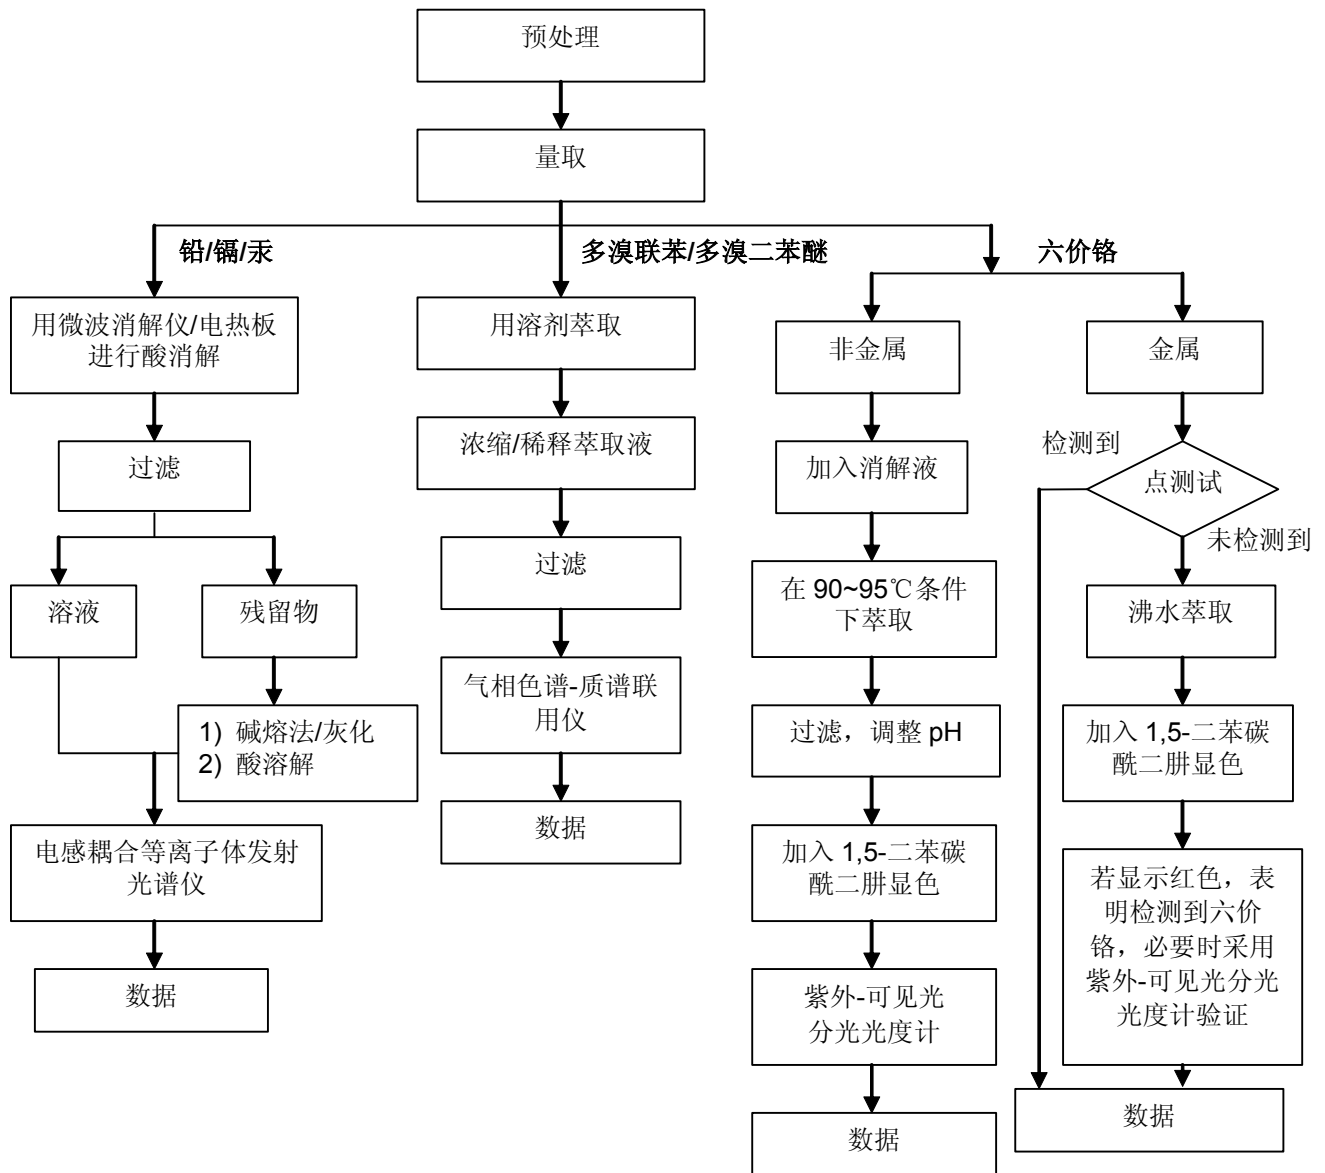 预处理
量取
铅/镉/汞
多溴联苯/多溴二苯醚
六价铬
用微波消解仪/电热板
进行酸消解
过滤
溶液
残留物
1) 碱熔法/灰化
2) 酸溶解
电感耦合等离子体发射
光谱仪
数据
用溶剂萃取
浓缩/稀释萃取液
过滤
气相色谱-质谱联
用仪
数据
非金属
加入消解液
在 90~95℃条件
下萃取
过滤，调整 pH
加入 1,5-二苯碳
酰二肼显色
紫外-可见光
分光光度计
数据
金属
检测到
点测试
未检测到
沸水萃取
加入 1,5-二苯碳
酰二肼显色
若显示红色，表
明检测到六价
铬，必要时采用
紫外-可见光分光
光度计验证
数据